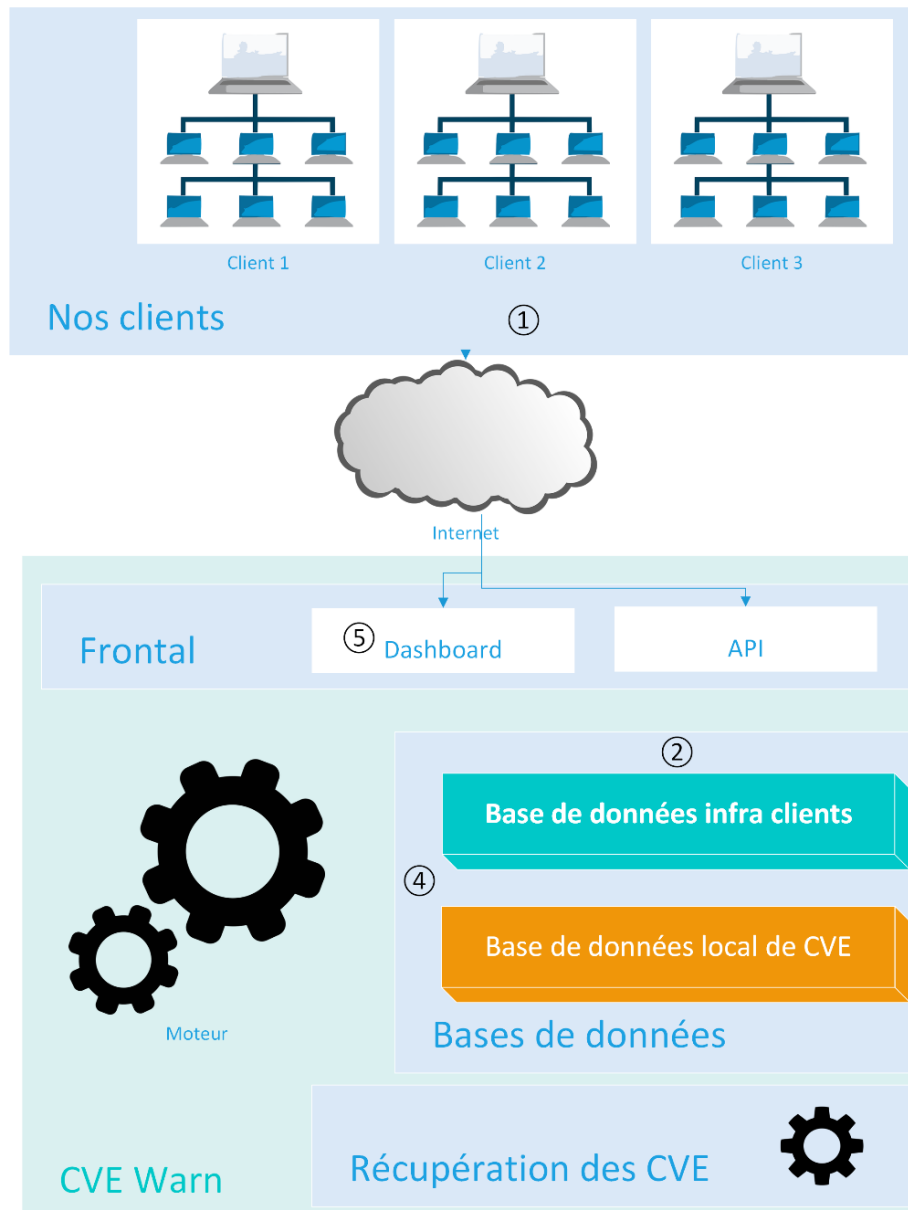 Client 1
Client 2
Client 3
Nos clients
①
Internet
Frontal
⑤
Dashboard
API
②
Base de données infra clients
④
Base de données local de CVE
Moteur
Bases de données
CVE Warn
Récupération des CVE